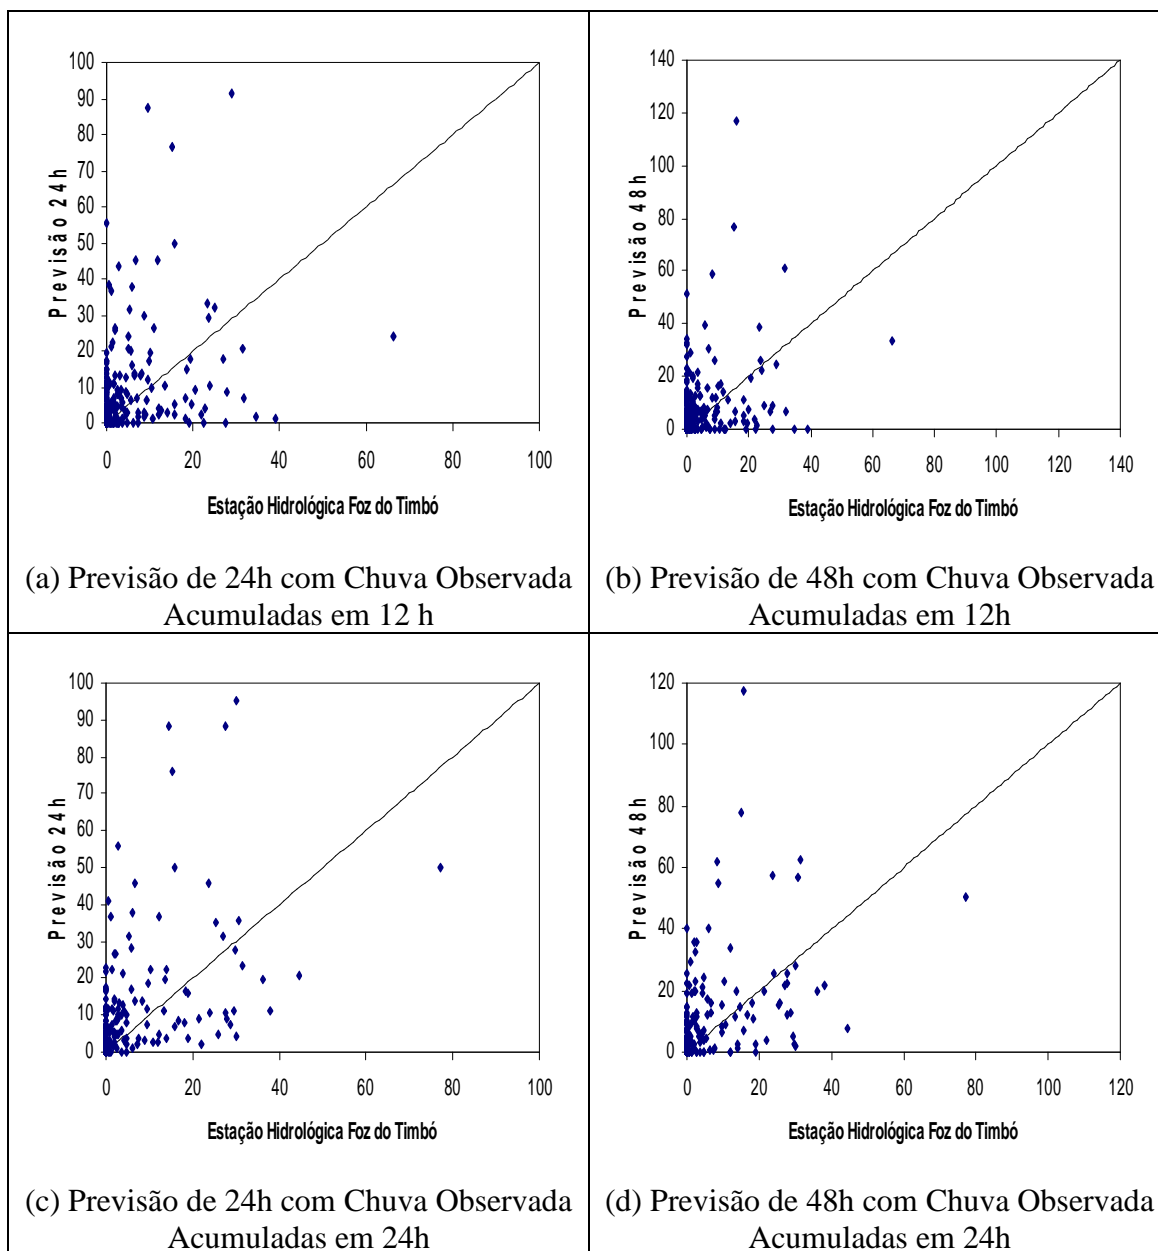 100
90
80
70
60
50
40
30
20
10
0
Previsão 24h
0 20 40 60 80 100
Estação Hidrológica Foz do Timbó
(a) Previsão de 24h com Chuva Observada
Acumuladas em 12 h
140
120
100
80
60
40
20
0
Previsão 48h
0 20 40 60 80 100 120 140
Estação Hidrológica Foz do Timbó
(b) Previsão de 48h com Chuva Observada
Acumuladas em 12h
100
90
80
70
60
50
40
30
20
10
0
Previsão 24h
0 20 40 60 80 100
Estação Hidrológica Foz do Timbó
(c) Previsão de 24h com Chuva Observada
Acumuladas em 24h
120
100
80
60
40
20
0
Previsão 48h
0 20 40 60 80 100 120
Estação Hidrológica Foz do Timbó
(d) Previsão de 48h com Chuva Observada
Acumuladas em 24h